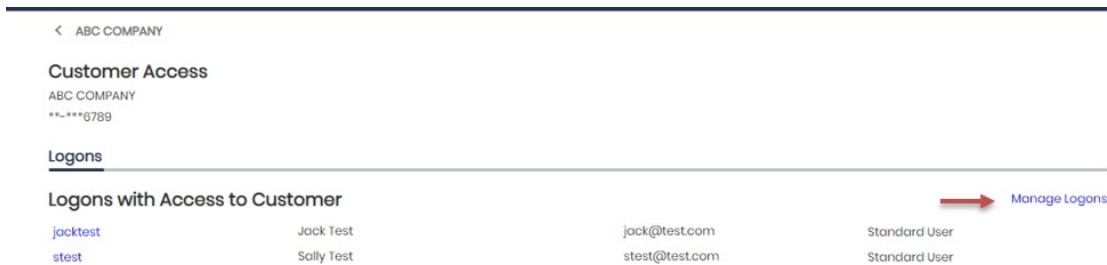 < ABC COMPANY
Customer Access
ABC COMPANY
**-***6789
Logons
Logons with Access to Customer Manage Logons
jacktest Jack Test jack@test.com Standard User
stest Sally Test stest@test.com Standard User